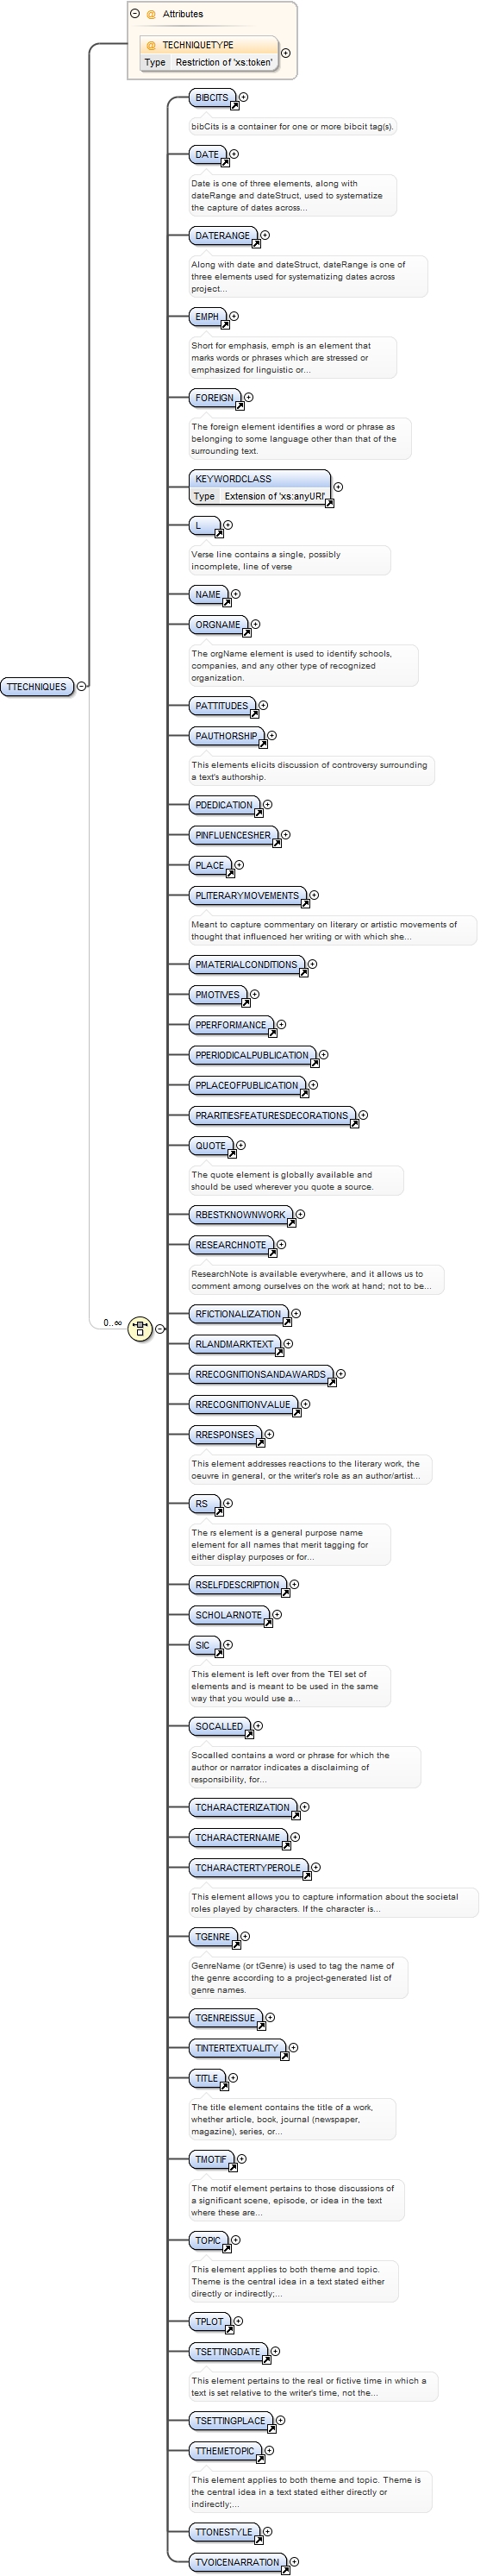 @ Attributes
@ TECHNIQUETYPE
Type Restriction of 'xs:token'
BIBCITS
bibCits is a container for one or more bibcit tag(s).
DATE
Date is one of three elements, along with
dateRange and dateStruct, used to systematize
the capture of dates across...
DATERANGE
Along with date and dateStruct, dateRange is one of
three elements used for systematizing dates across
project...
EMPH
Short for emphasis, emph is an element that
marks words or phrases which are stressed or
emphasized for linguistic or...
FOREIGN
The foreign element identifies a word or phrase as
belonging to some language other than that of the
surrounding text.
KEYWORDCLASS
Type Extension of 'xs:anyURI'
L
Verse line contains a single, possibly
incomplete, line of verse
NAME
ORGNAME
The orgName element is used to identify schools,
companies, and any other type of recognized
organization.
TTECHNIQUES
PATTITUDES
PAUTHORSHIP
This elements elicits discussion of controversy surrounding
a text's authorship.
PDEDICATION
PINFLUENCESHER
PLACE
PLITERARYMOVEMENTS
Meant to capture commentary on literary or artistic movements of
thought that influenced her writing or with which she...
PMATERIALCONDITIONS
PMOTIVES
PPERFORMANCE
PPERIODICALPUBLICATION
PPLACEOFPUBLICATION
PRARITIESFEATURESDECORATIONS
QUOTE
The quote element is globally available and
should be used wherever you quote a source.
RBESTKNOWNWORK
RESEARCHNOTE
ResearchNote is available everywhere, and it allows us to
comment among ourselves on the work at hand; not to be...
RFICTIONALIZATION
0..∞
RLANDMARKTEXT
RRECOGNITIONSANDAWARDS
RRECOGNITIONVALUE
RRESPONSES
This element addresses reactions to the literary work, the
oeuvre in general, or the writer's role as an author/artist...
RS
The rs element is a general purpose name
element for all names that merit tagging for
either display purposes or for...
RSELFDESCRIPTION
SCHOLARNOTE
SIC
This element is left over from the TEI set of
elements and is meant to be used in the same
way that you would use a...
SOCALLED
Socalled contains a word or phrase for which the
author or narrator indicates a disclaiming of
responsibility, for...
TCHARACTERIZATION
TCHARACTERNAME
TCHARACTERTYPEROLE
This element allows you to capture information about the societal
roles played by characters. If the character is...
TGENRE
GenreName (or tGenre) is used to tag the name of
the genre according to a project-generated list of
genre names.
TGENREISSUE
TINTERTEXTUALITY
TITLE
The title element contains the title of a work,
whether article, book, journal (newspaper,
magazine), series, or...
TMOTIF
The motif element pertains to those discussions of
a significant scene, episode, or idea in the text
where these are...
TOPIC
This element applies to both theme and topic.
Theme is the central idea in a text stated either
directly or indirectly;...
TPLOT
TSETTINGDATE
This element pertains to the real or fictive time in which a
text is set relative to the writer's time, not the...
TSETTINGPLACE
TTHEMETOPIC
This element applies to both theme and topic. Theme is
the central idea in a text stated either directly or
indirectly;...
TTONESTYLE
TVOICENARRATION